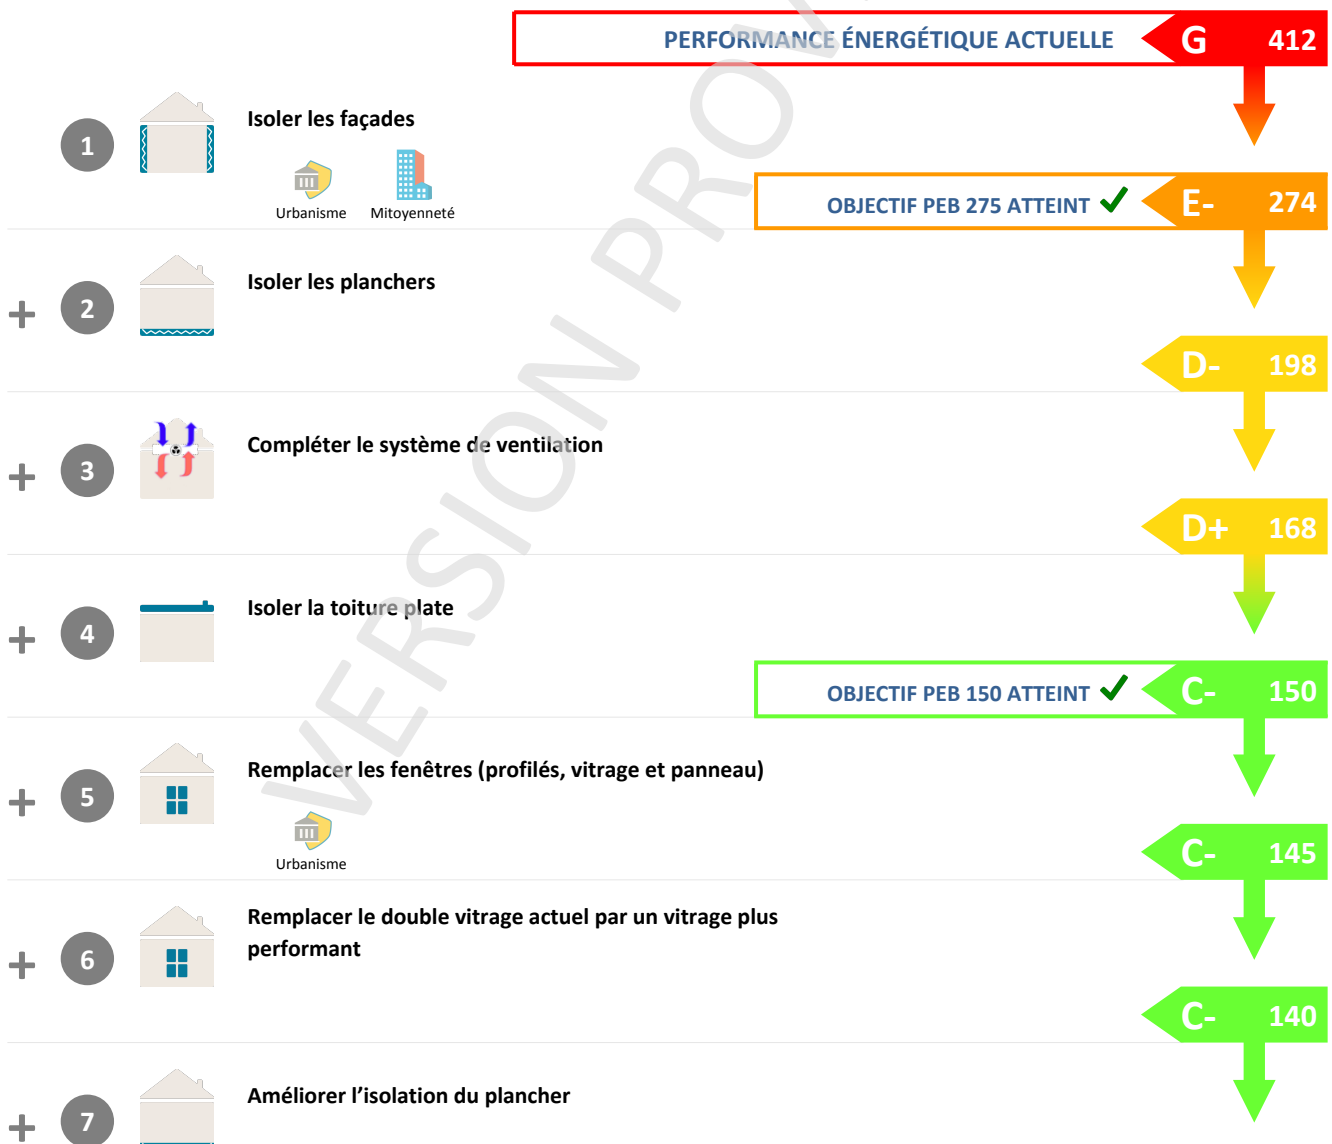 PERFORMANCE ÉNERGÉTIQUE ACTUELLE G 412
1 Isoler les façades
Urbanisme Mitoyenneté
OBJECTIF PEB 275 ATTEINT E- 274
+ 2 Isoler les planchers
D- 198
+ 3 Compléter le système de ventilation
D+ 168
+ 4 Isoler la toiture plate
OBJECTIF PEB 150 ATTEINT C- 150
+ 5 Remplacer les fenêtres (profilés, vitrage et panneau)
Urbanisme
C- 145
+ 6 Remplacer le double vitrage actuel par un vitrage plus
performant
C- 140
+ 7 Améliorer l’isolation du plancher
VERSION PROV